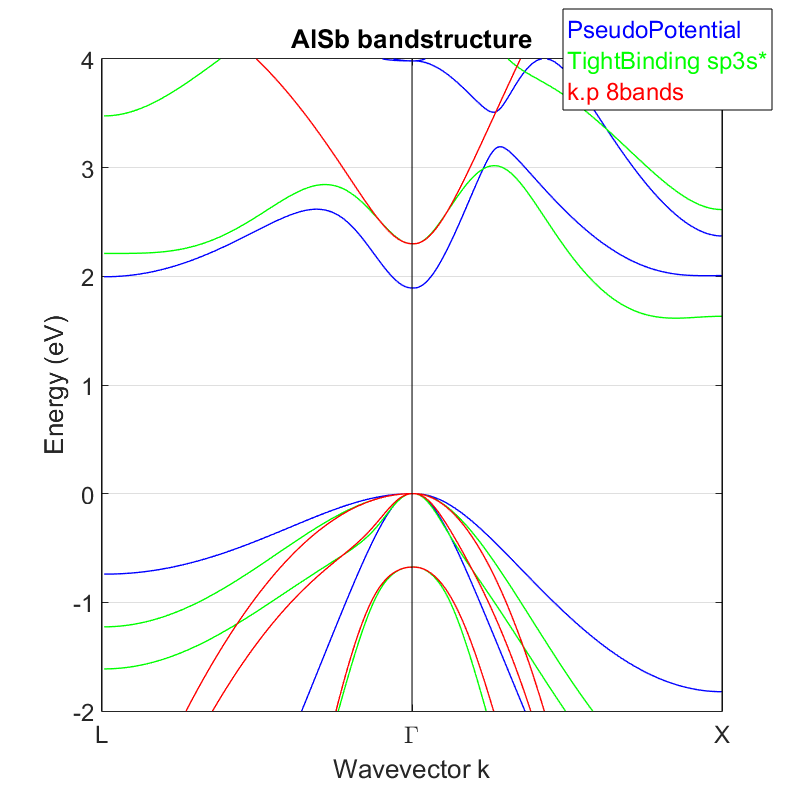 AlSb bandstructure
PseudoPotential
TightBinding sp3s*
k.p 8bands
4
3
2
1
0
-1
-2
Energy (eV)
L
Γ
X
Wavevector k